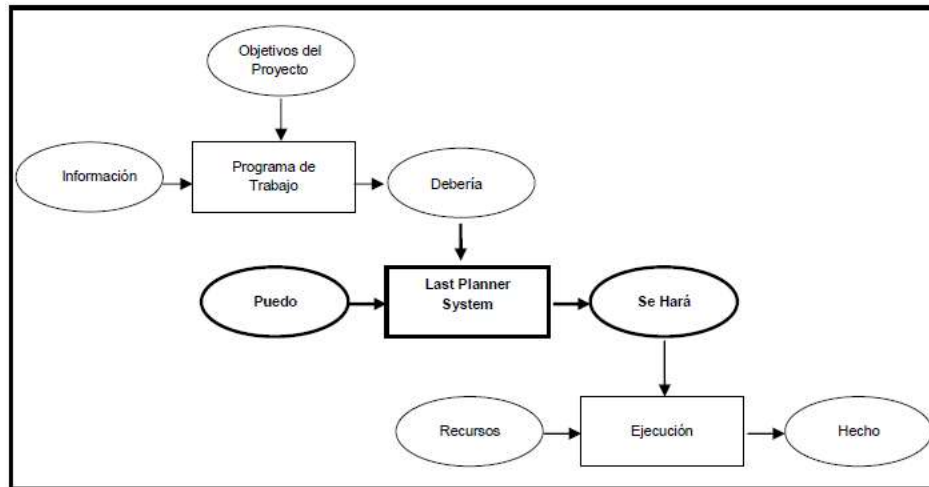 Objetivos del
Proyecto
Información
Programa de
Trabajo
Debería
Puedo
Last Planner
System
Se Hará
Recursos
Ejecución
Hecho